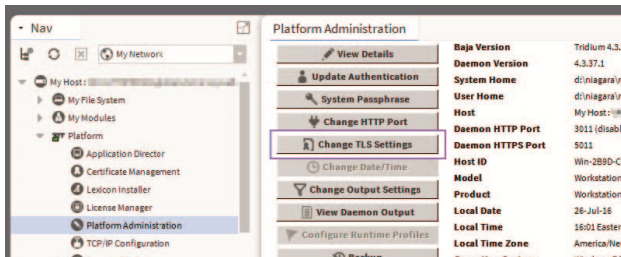 Nav
My Network
My Host:
My File System
My Modules
Platform
Application Director
Certificate Management
Lexicon Installer
License Manager
Platform Administration
TCP/IP Configuration
Platform Administration
View Details
Update Authentication
System Passphrase
Change HTTP Port
Change TLS Settings
Change Date/Time
Change Output Settings
View Daemon Output
Configure Runtime Profiles
Backup
Baja Version Tridium 4.3.
Daemon Version 4.3.37.1
System Home d:\niagara\r
User Home d:\niagara\r
Host My Host:
Daemon HTTP Port 3011 (disabl
Daemon HTTPS Port 5011
Host ID Win-2B9D-C
Model Workstation
Product Workstation
Local Date 26-Jul-16
Local Time 16:01 Easter
Local Time Zone America/Ne